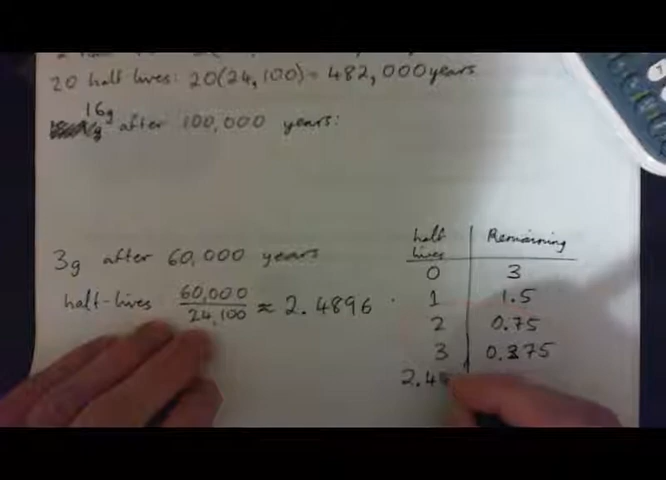 20 half lives: 20(24,100) = 482,000 years
16g
g after 100,000 years:
3g after 60,000 years
half-lives 60,000/24,100 ≈ 2.4896
half lives | Remaining
0 | 3
1 | 1.5
2 | 0.75
3 | 0.375
2.4